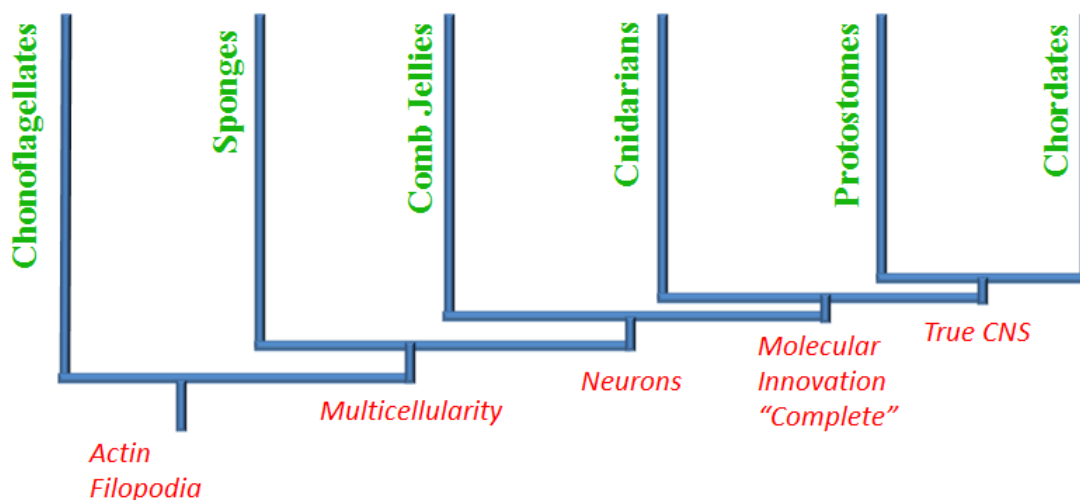 Chonoflagellates
Sponges
Comb Jellies
Cnidarians
Protostomes
Chordates
True CNS
Molecular
Innovation
“Complete”
Neurons
Multicellularity
Actin
Filopodia